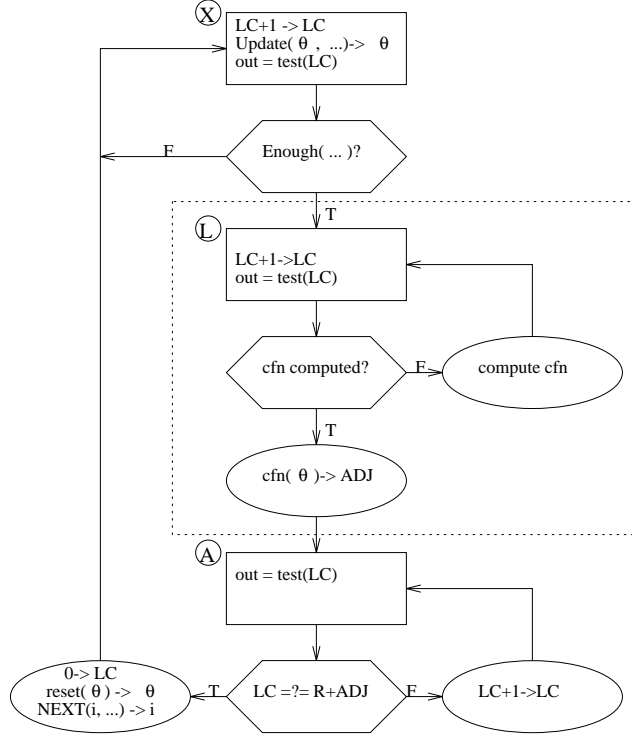 X
LC+1 -> LC
Update( θ , ...)-> θ
out = test(LC)
Enough( ... )?
F
T
L
LC+1->LC
out = test(LC)
cfn computed?
F
compute cfn
T
cfn( θ )-> ADJ
A
out = test(LC)
0-> LC
reset( θ ) -> θ
NEXT(i, ...) -> i
T
LC =?= R+ADJ
F
LC+1->LC